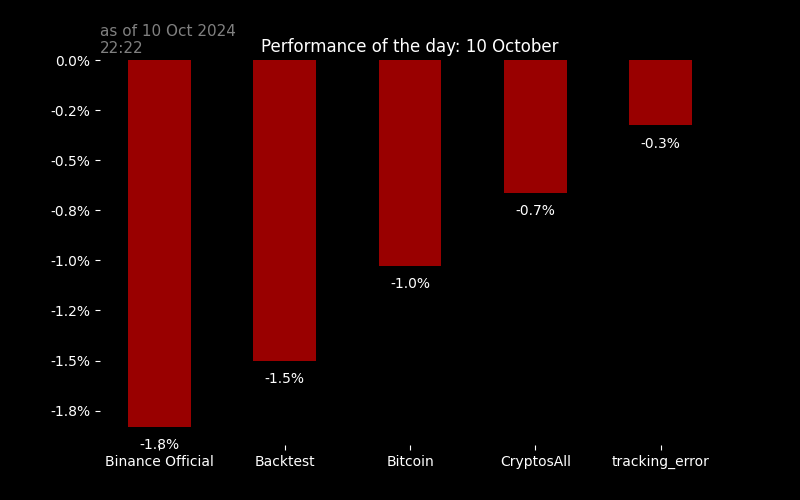 as of 10 Oct 2024
22:22
Performance of the day: 10 October
0.0%
-0.2%
-0.5%
-0.8%
-1.0%
-1.2%
-1.5%
-1.8%
-1.8%
-1.5%
-1.0%
-0.7%
-0.3%
Binance Official
Backtest
Bitcoin
CryptosAll
tracking_error